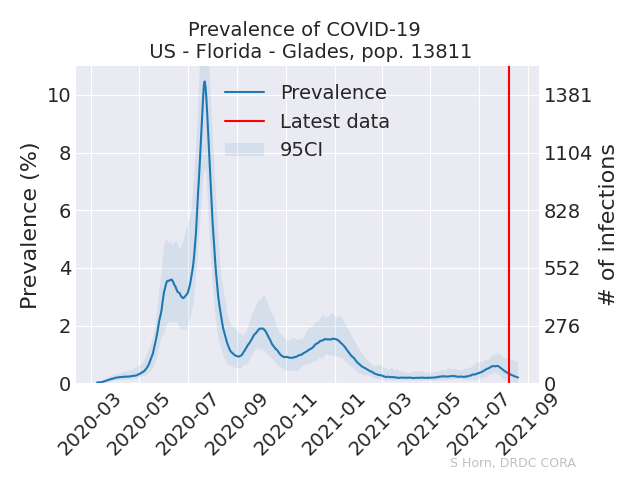 Prevalence of COVID-19
US - Florida - Glades, pop. 13811
Prevalence
Latest data
95CI
Prevalence (%)
10
8
6
4
2
0
1381
1104
828
552
276
0
# of infections
2020-03
2020-05
2020-07
2020-09
2020-11
2021-01
2021-03
2021-05
2021-07
2021-09
S Horn, DRDC CORA